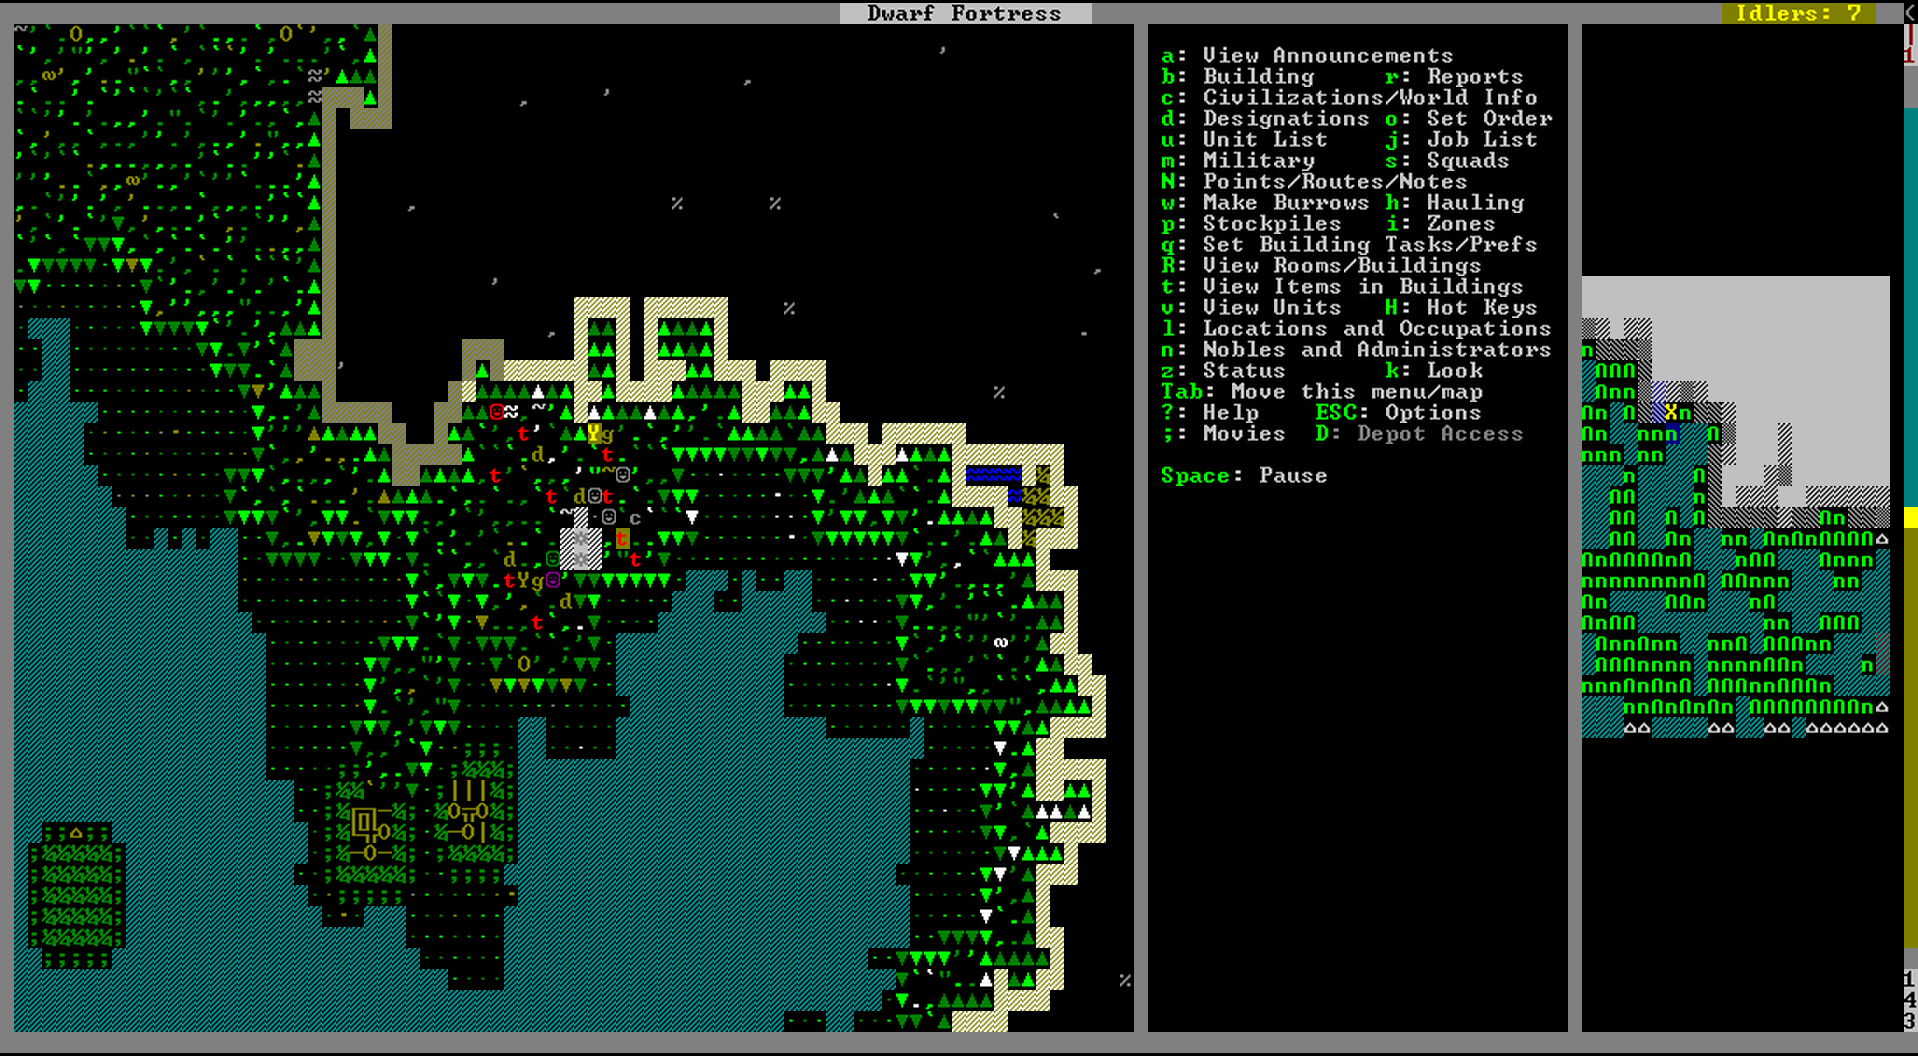 Dwarf Fortress
Idlers: 7
a: View Announcements
b: Building r: Reports
c: Civilizations/World Info
d: Designations o: Set Order
u: Unit List j: Job List
m: Military s: Squads
N: Points/Routes/Notes
w: Make Burrows h: Hauling
p: Stockpiles i: Zones
q: Set Building Tasks/Prefs
R: View Rooms/Buildings
t: View Items in Buildings
v: View Units H: Hot Keys
l: Locations and Occupations
n: Nobles and Administrators
z: Status k: Look
Tab: Move this menu/map
?: Help ESC: Options
;: Movies D: Depot Access
Space: Pause
1
143